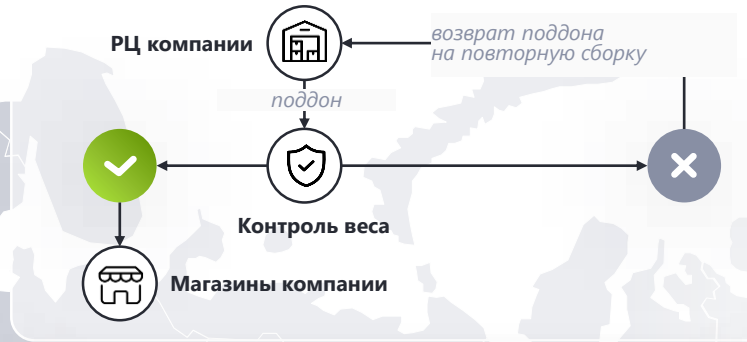 РЦ компании
возврат поддона
на повторную сборку
поддон
Контроль веса
Магазины компании